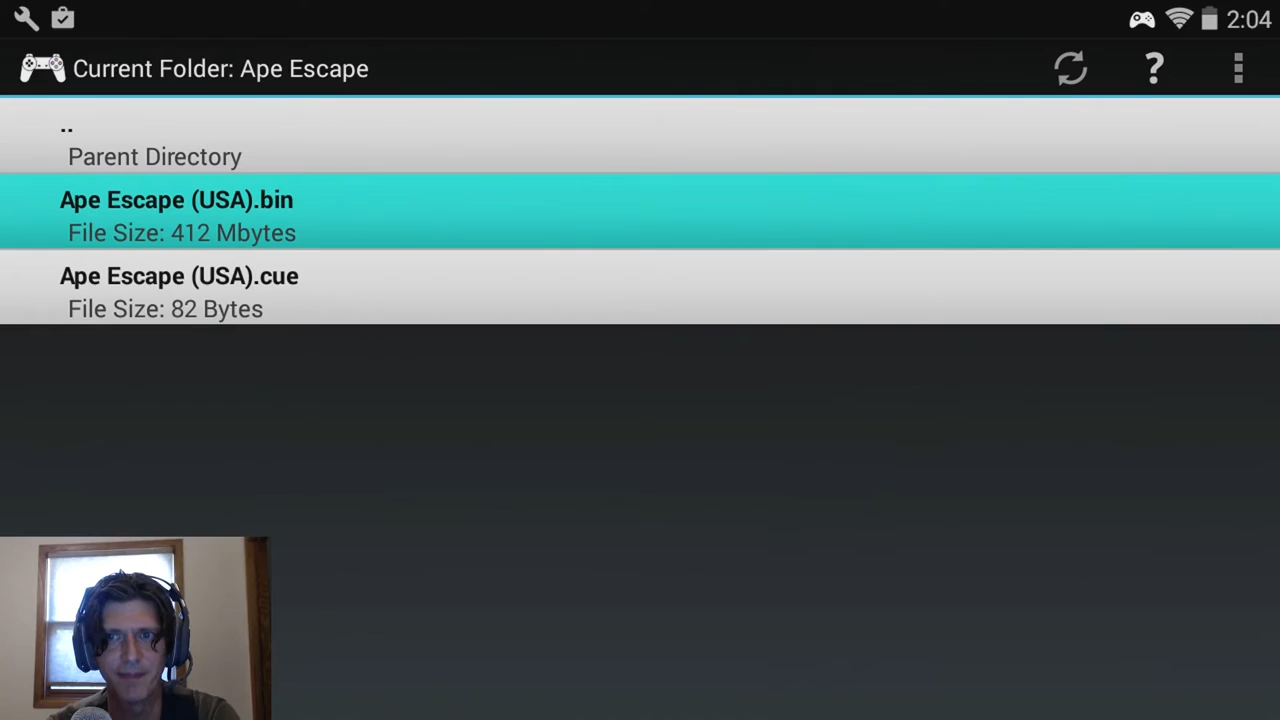 2:04
Current Folder: Ape Escape
?
..
Parent Directory
Ape Escape (USA).bin
File Size: 412 Mbytes
Ape Escape (USA).cue
File Size: 82 Bytes